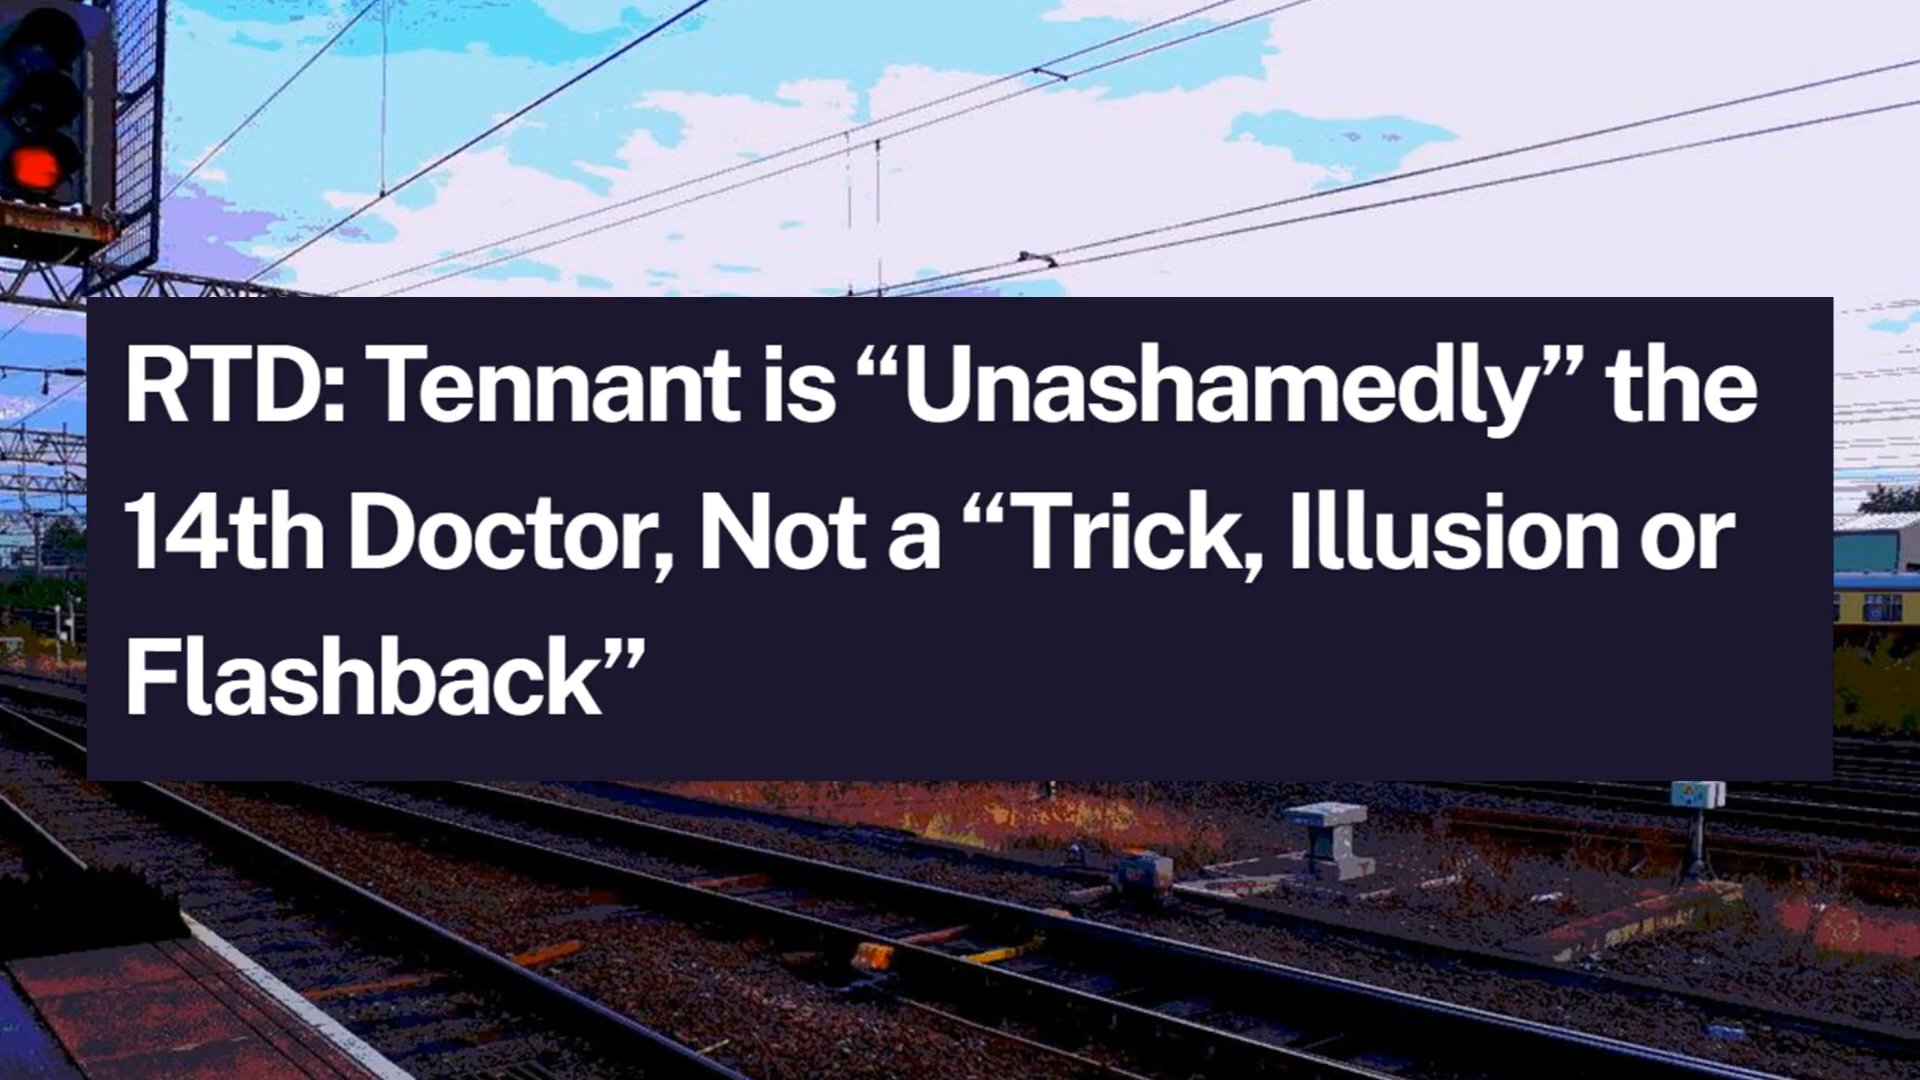 RTD: Tennant is “Unashamedly” the
14th Doctor, Not a “Trick, Illusion or
Flashback”